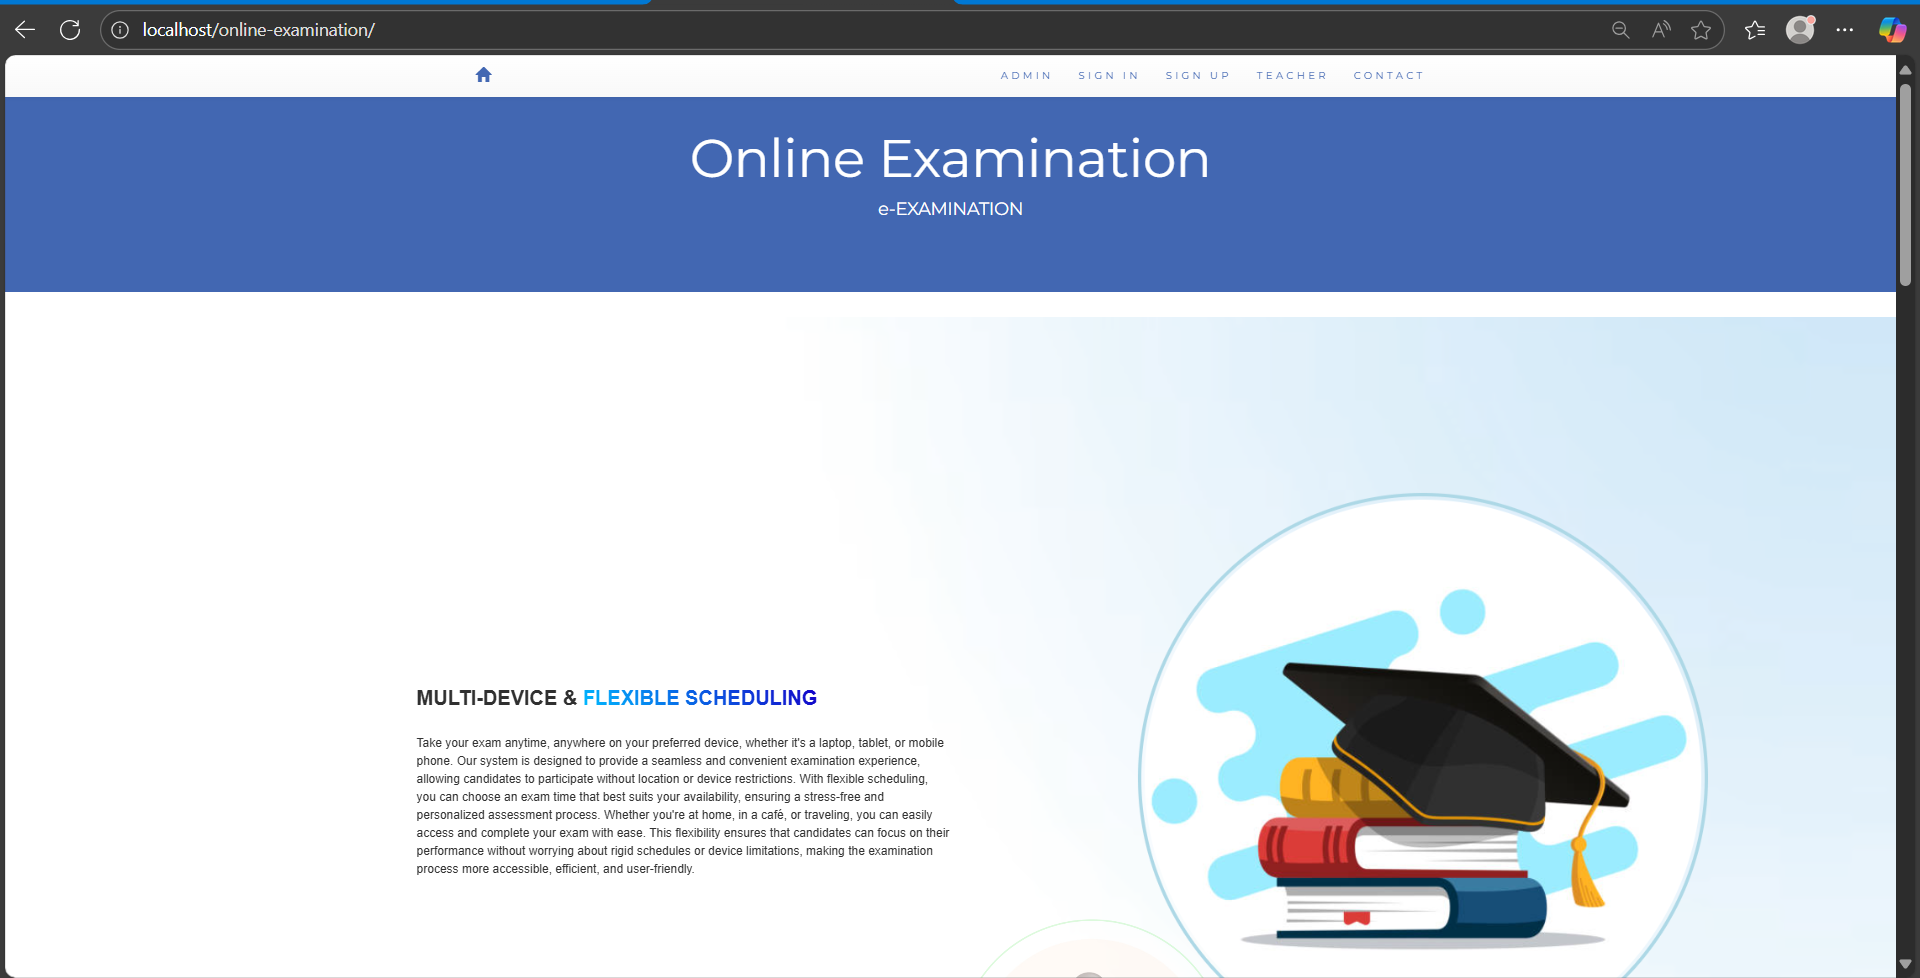 localhost/online-examination/
ADMIN SIGN IN SIGN UP TEACHER CONTACT
Online Examination
e-EXAMINATION
MULTI-DEVICE & FLEXIBLE SCHEDULING
Take your exam anytime, anywhere on your preferred device, whether it's a laptop, tablet, or mobile
phone. Our system is designed to provide a seamless and convenient examination experience,
allowing candidates to participate without location or device restrictions. With flexible scheduling,
you can choose an exam time that best suits your availability, ensuring a stress-free and
personalized assessment process. Whether you're at home, in a café, or traveling, you can easily
access and complete your exam with ease. This flexibility ensures that candidates can focus on their
performance without worrying about rigid schedules or device limitations, making the examination
process more accessible, efficient, and user-friendly.